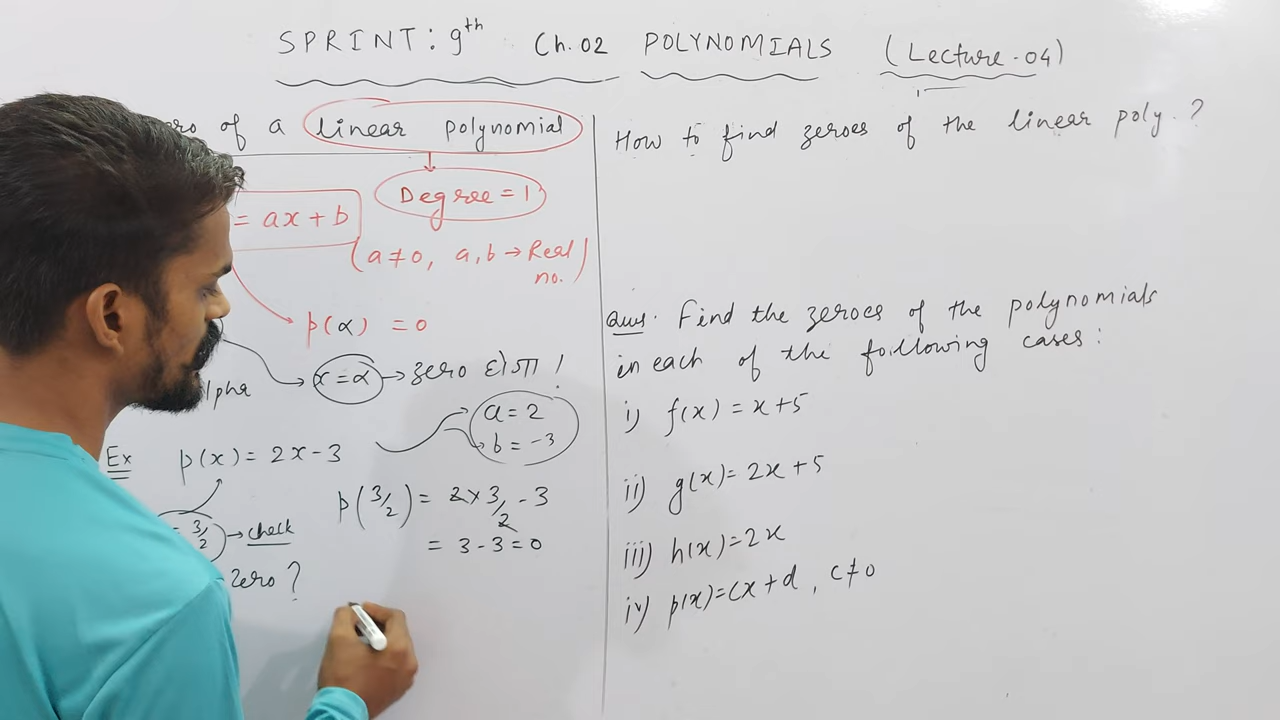 SPRINT: 9th Ch. 02 POLYNOMIALS (Lecture-04)
of a linear polynomial
Degree = 1
= ax + b
(a ≠ 0, a, b → Real no.)
p(α) = 0
x = α → zero होगा!
Ex p(x) = 2x - 3
a = 2
b = -3
p(3/2) = 2 × 3/2 - 3
= 3 - 3 = 0
3/2 → check
zero?
How to find zeroes of the linear poly. ?
Ques. Find the zeroes of the polynomials
in each of the following cases:
i) f(x) = x + 5
ii) g(x) = 2x + 5
iii) h(x) = 2x
iv) p(x) = cx + d, c ≠ 0